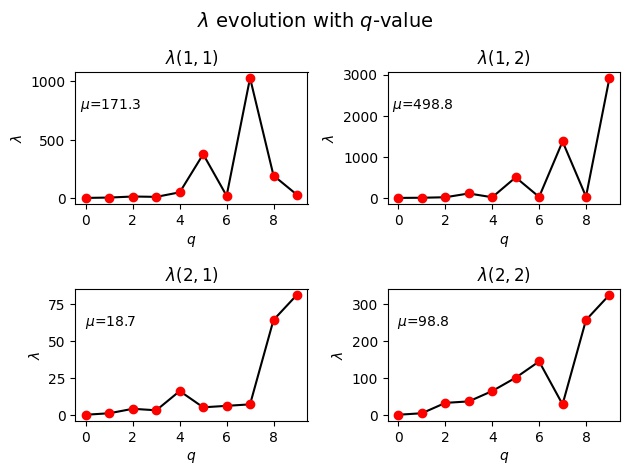 λ evolution with q-value
λ(1, 1)
1000
500
0
λ
μ=171.3
0 2 4 6 8
q
λ(1, 2)
3000
2000
1000
0
λ
μ=498.8
0 2 4 6 8
q
λ(2, 1)
75
50
25
0
λ
μ=18.7
0 2 4 6 8
q
λ(2, 2)
300
200
100
0
λ
μ=98.8
0 2 4 6 8
q